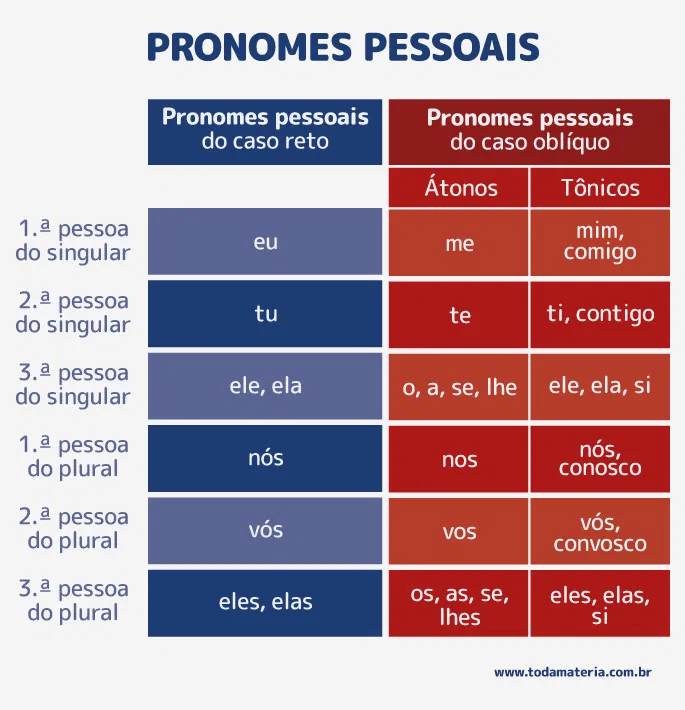 PRONOMES PESSOAIS
Pronomes pessoais
do caso reto
Pronomes pessoais
do caso oblíquo
Átonos
Tônicos
1.ª pessoa
do singular
eu
me
mim,
comigo
2.ª pessoa
do singular
tu
te
ti, contigo
3.ª pessoa
do singular
ele, ela
o, a, se, lhe
ele, ela, si
1.ª pessoa
do plural
nós
nos
nós,
conosco
2.ª pessoa
do plural
vós
vos
vós,
convosco
3.ª pessoa
do plural
eles, elas
os, as, se,
lhes
eles, elas,
si
www.todamateria.com.br